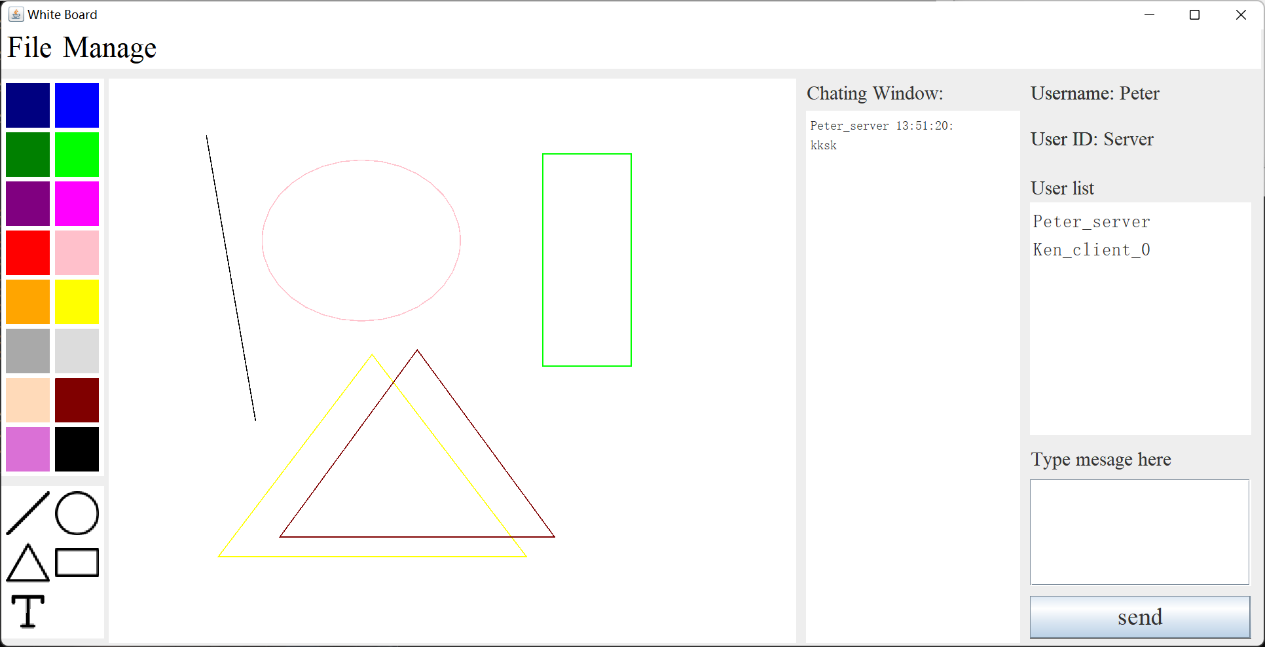 White Board
File Manage
Chating Window:
Peter_server 13:51:20:
kksk
Username: Peter
User ID: Server
User list
Peter_server
Ken_client_0
Type mesage here
send
T